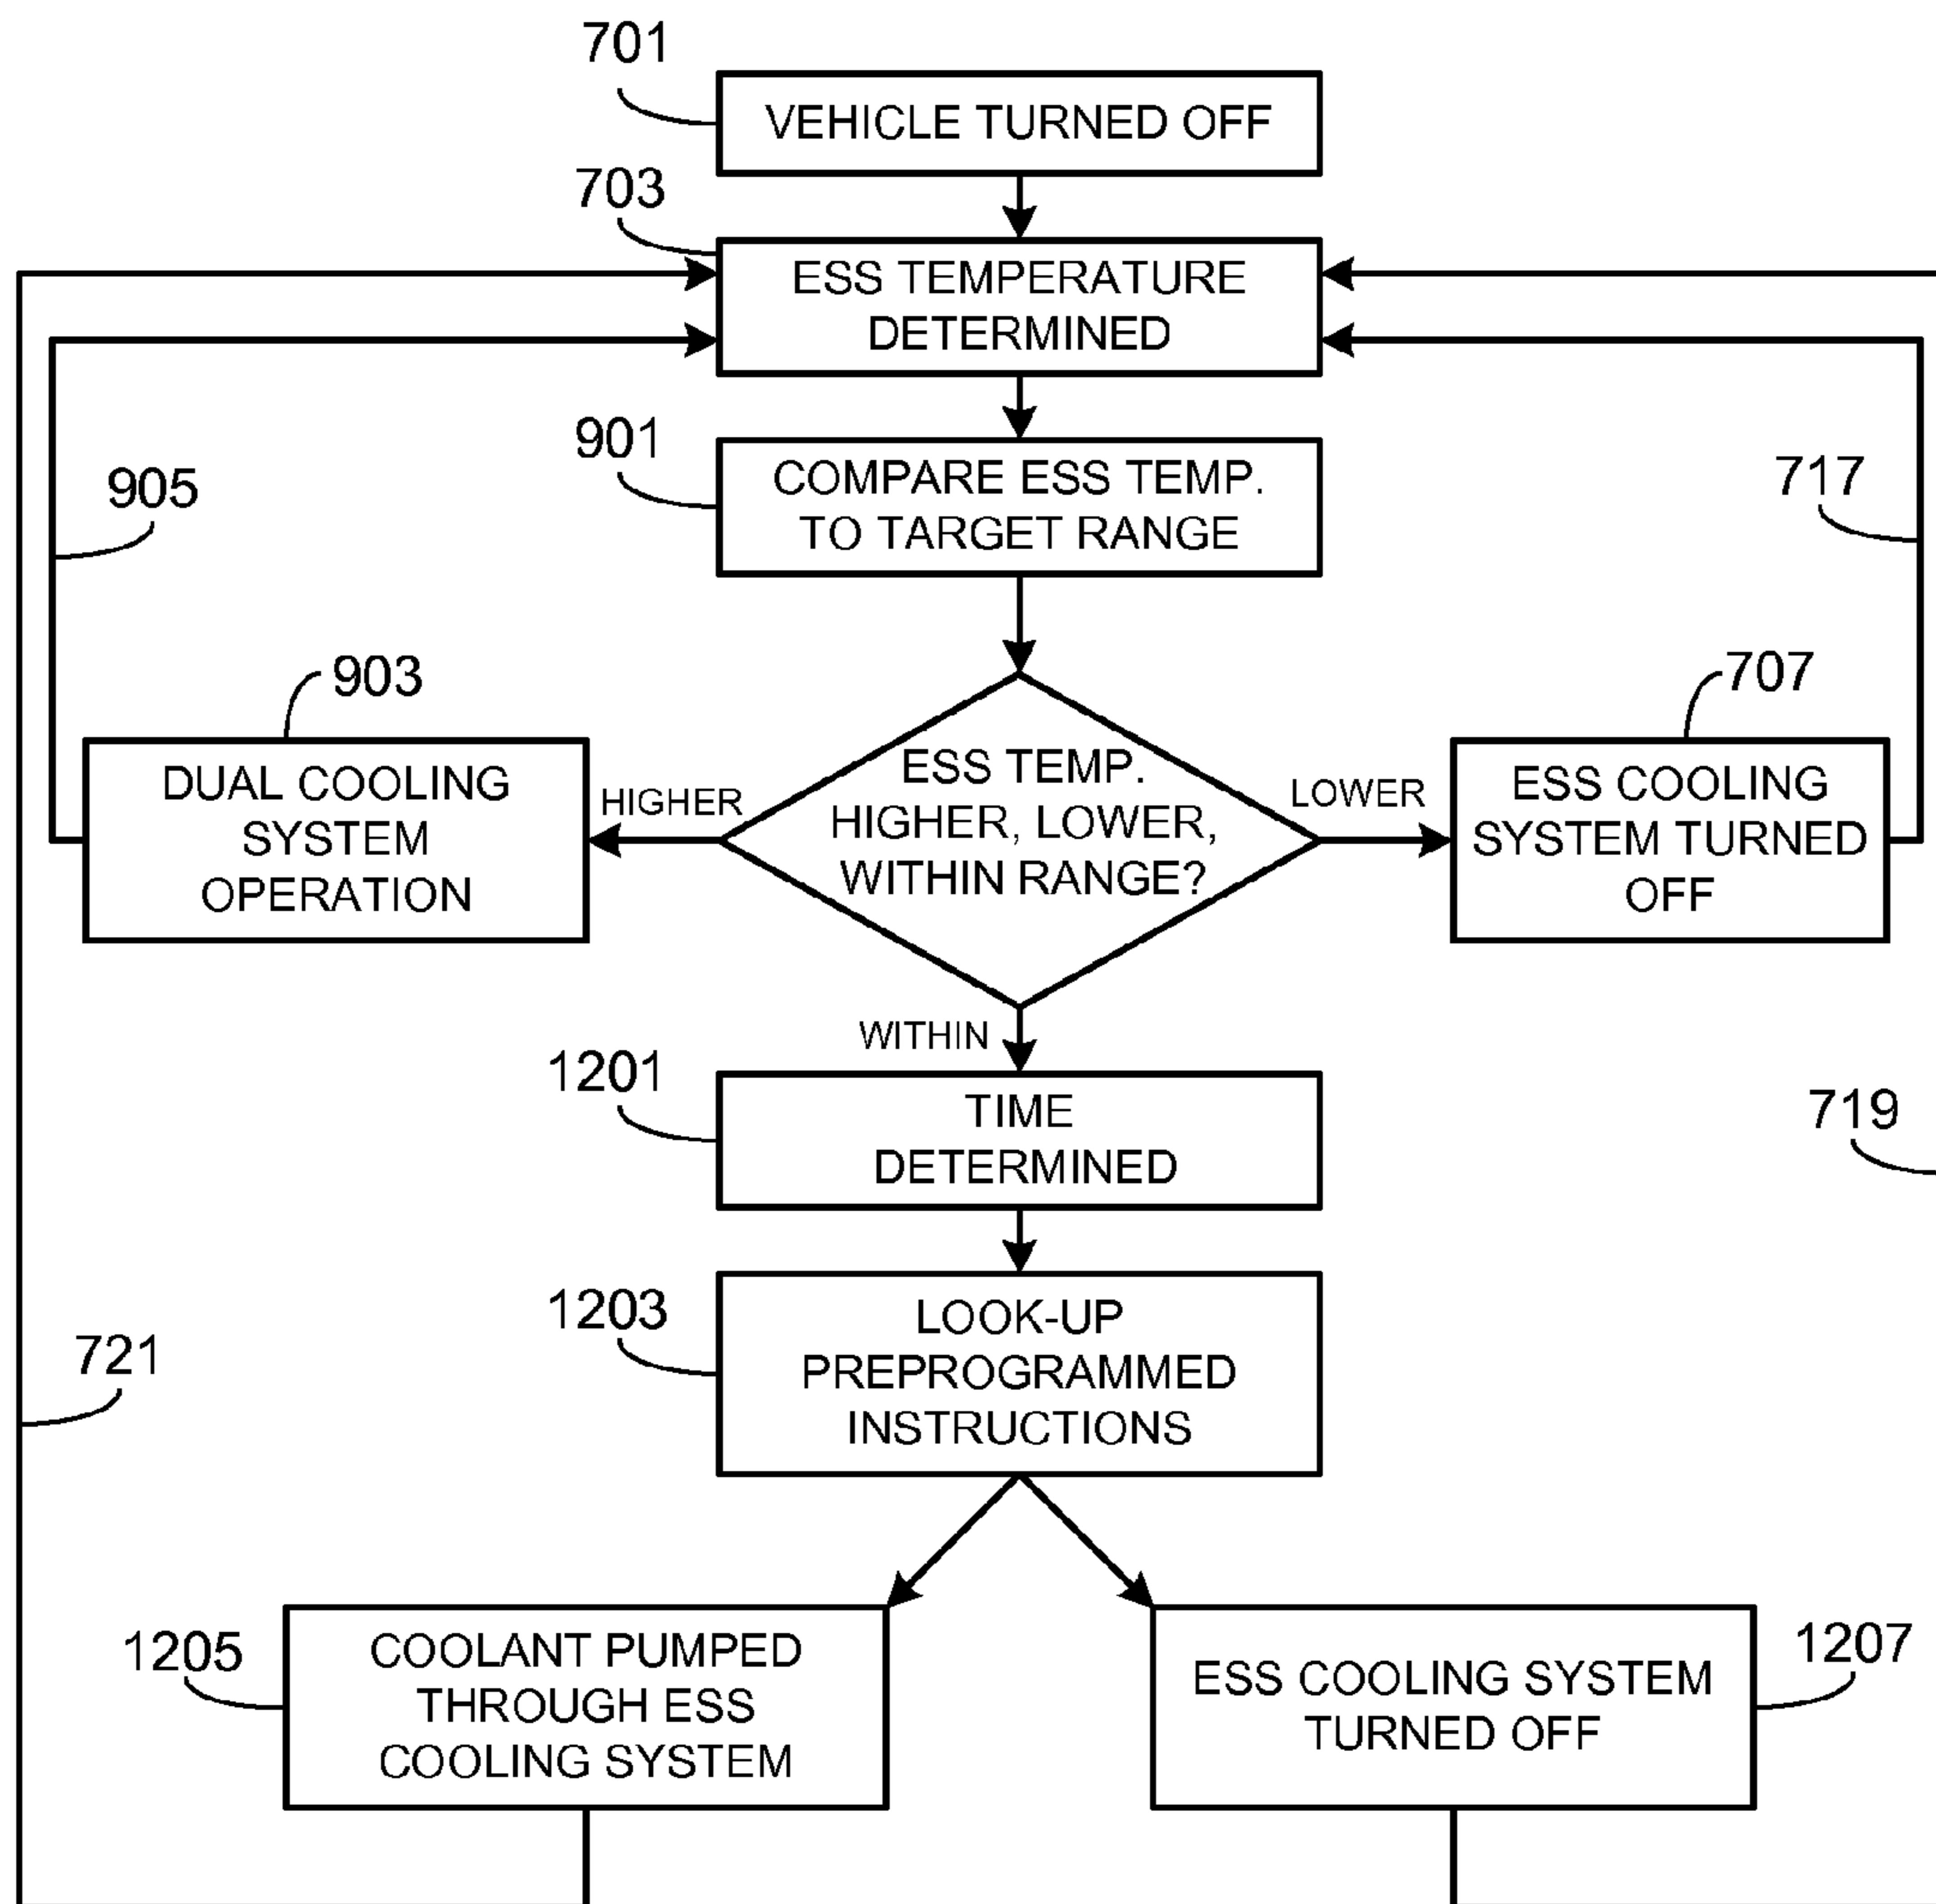 701
VEHICLE TURNED OFF
703
ESS TEMPERATURE
DETERMINED
901
COMPARE ESS TEMP.
TO TARGET RANGE
905
717
903
707
DUAL COOLING
SYSTEM
OPERATION
HIGHER
ESS TEMP.
HIGHER, LOWER,
WITHIN RANGE?
LOWER
ESS COOLING
SYSTEM TURNED
OFF
WITHIN
1201
TIME
DETERMINED
719
1203
LOOK-UP
PREPROGRAMMED
INSTRUCTIONS
721
1205
COOLANT PUMPED
THROUGH ESS
COOLING SYSTEM
ESS COOLING SYSTEM
TURNED OFF
1207